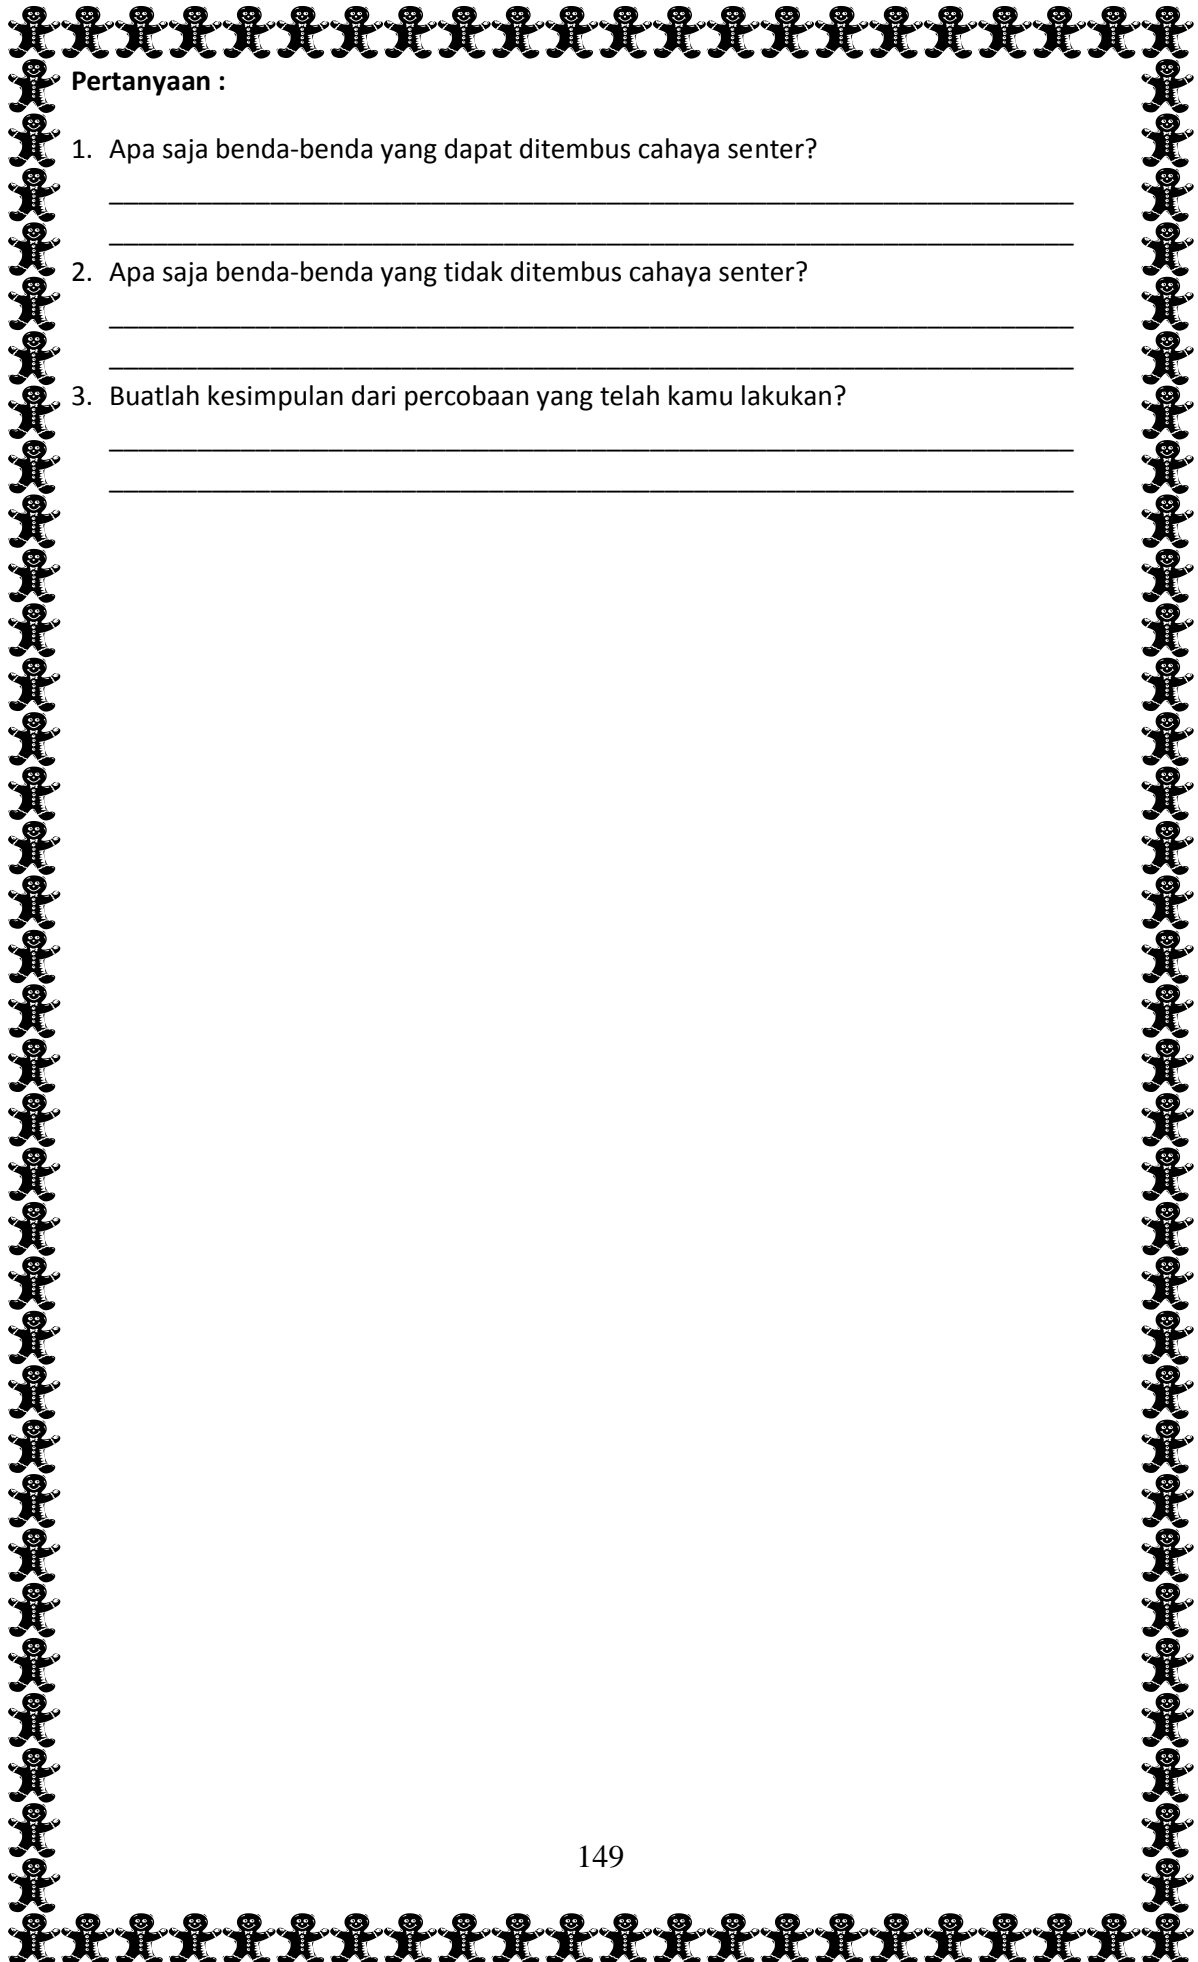 Pertanyaan :
1. Apa saja benda-benda yang dapat ditembus cahaya senter?
2. Apa saja benda-benda yang tidak ditembus cahaya senter?
3. Buatlah kesimpulan dari percobaan yang telah kamu lakukan?
149